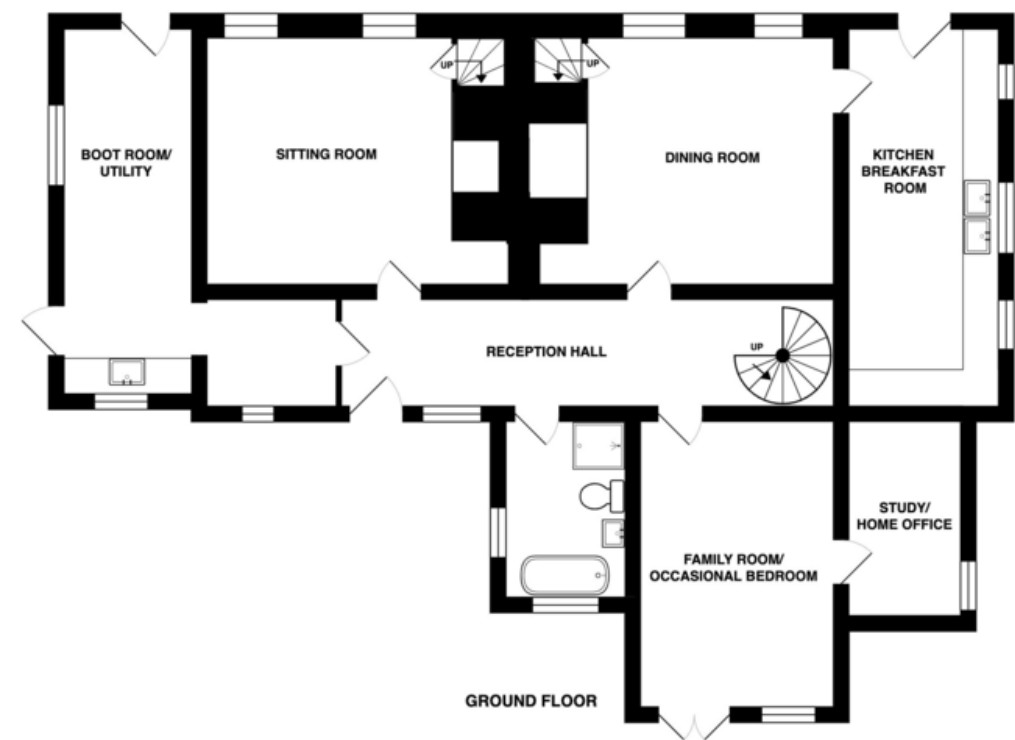 UP
UP
BOOT ROOM/
UTILITY
SITTING ROOM
DINING ROOM
KITCHEN
BREAKFAST
ROOM
RECEPTION HALL
UP
STUDY/
HOME OFFICE
FAMILY ROOM/
OCCASIONAL BEDROOM
GROUND FLOOR